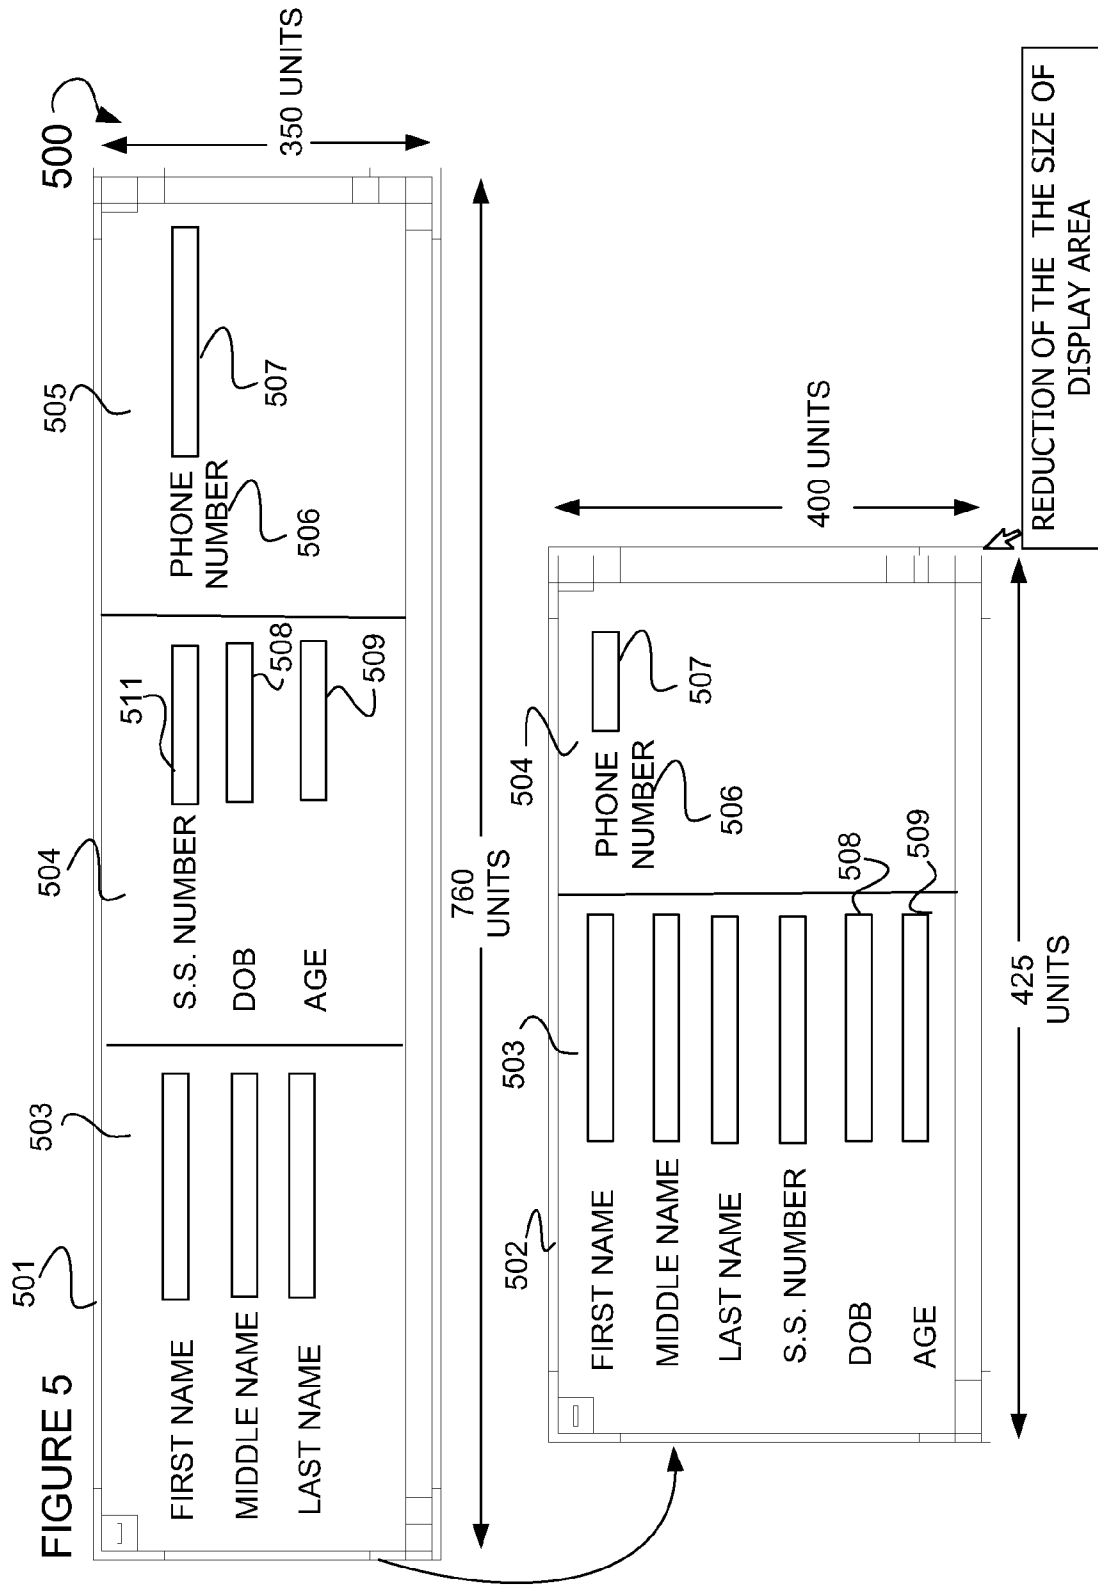 FIGURE 5
500
501
503
504
505
FIRST NAME
MIDDLE NAME
LAST NAME
S.S. NUMBER
511
DOB
508
AGE
509
PHONE
NUMBER
506
507
350 UNITS
760
UNITS
502
503
504
FIRST NAME
MIDDLE NAME
LAST NAME
S.S. NUMBER
DOB
508
AGE
509
PHONE
NUMBER
506
507
400 UNITS
425
UNITS
REDUCTION OF THE THE SIZE OF
DISPLAY AREA